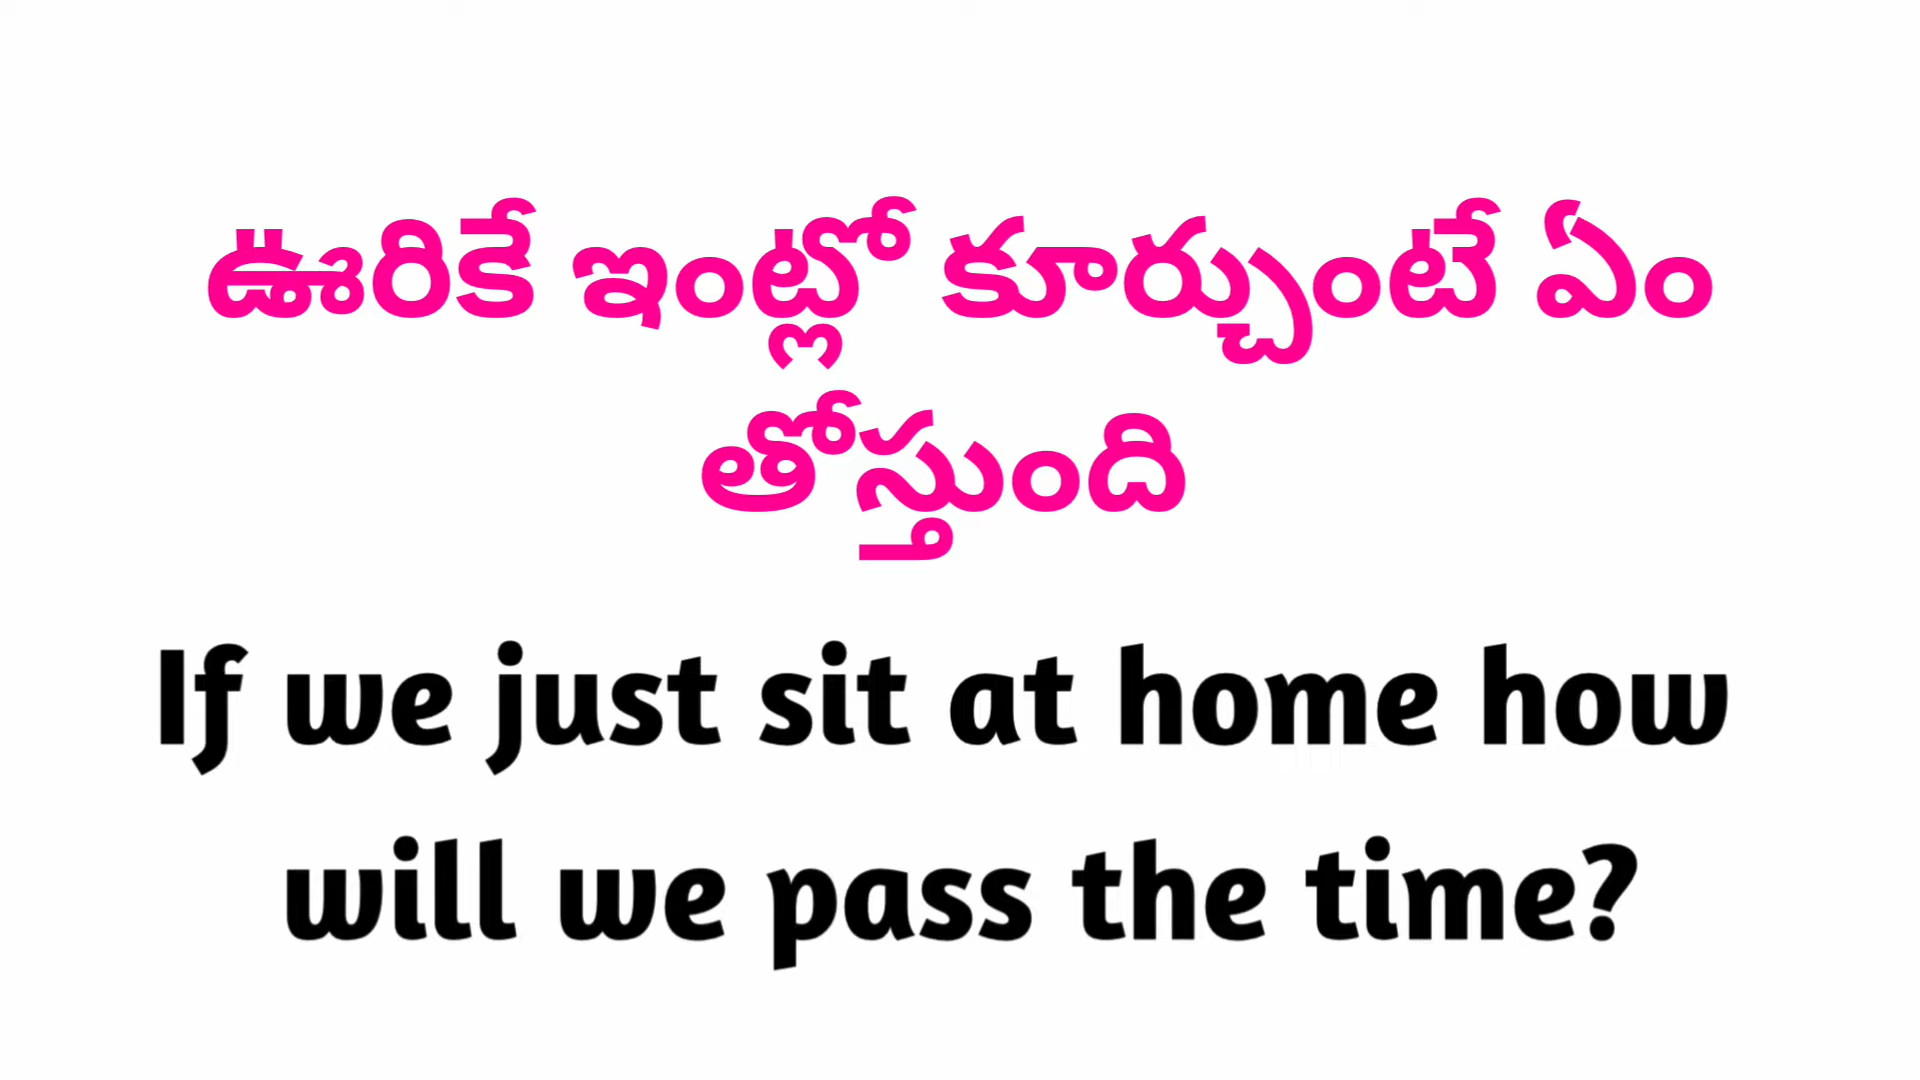 ఊరికే ఇంట్లో కూర్చుంటే ఏం
తోస్తుంది
If we just sit at home how
will we pass the time?